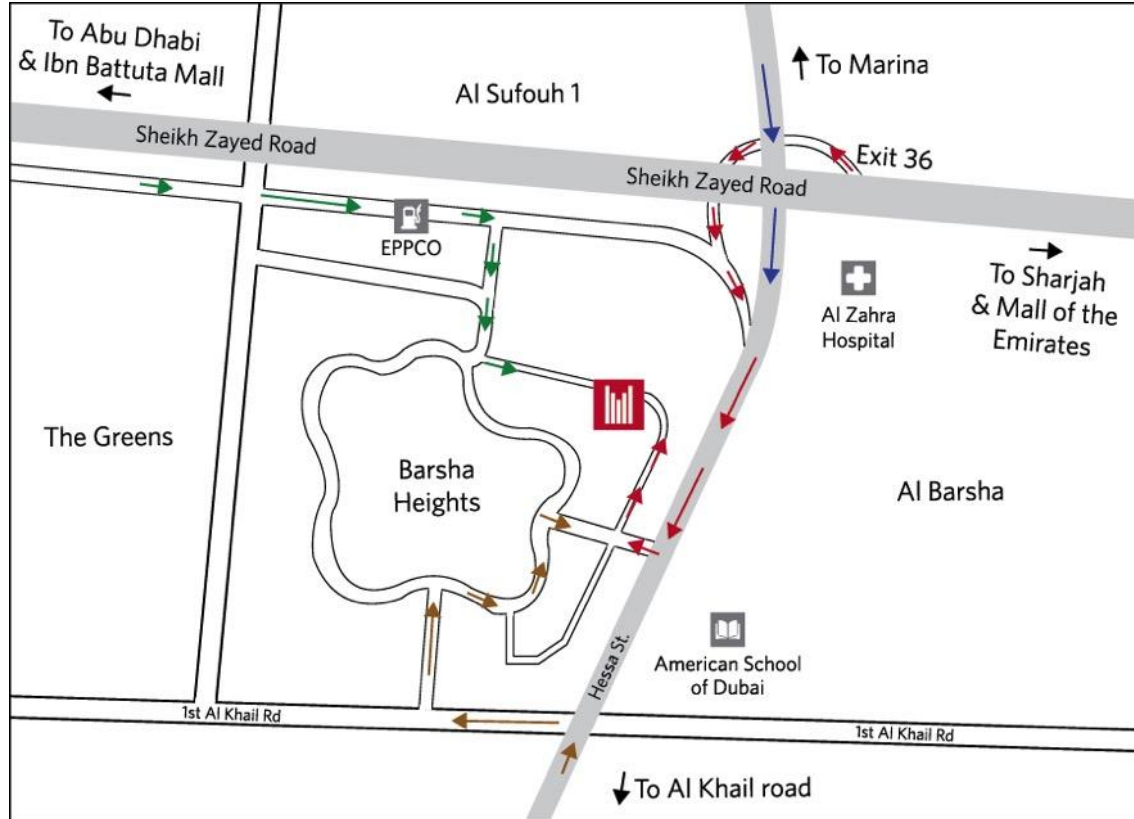 To Abu Dhabi
& Ibn Battuta Mall
To Marina
Al Sufouh 1
Sheikh Zayed Road
Exit 36
Sheikh Zayed Road
EPPCO
To Sharjah
& Mall of the
Emirates
Al Zahra
Hospital
The Greens
Barsha
Heights
Al Barsha
Hessa St.
American School
of Dubai
1st Al Khail Rd
1st Al Khail Rd
To Al Khail road